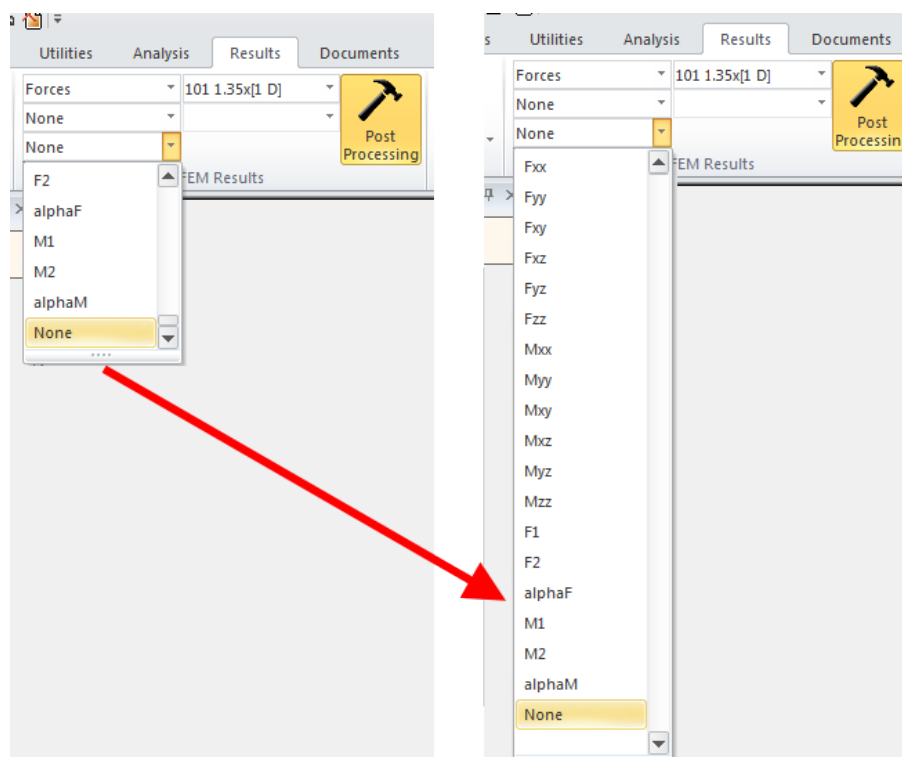 Utilities Analysis Results Documents
Forces 101 1.35x[1 D]
None
None
Post
Processing
FEM Results
F2
alphaF
M1
M2
alphaM
None
s Utilities Analysis Results Documents
Forces 101 1.35x[1 D]
None
None
Post
Processin
FEM Results
Fxx
Fyy
Fxy
Fxz
Fyz
Fzz
Mxx
Myy
Mxy
Mxz
Myz
Mzz
F1
F2
alphaF
M1
M2
alphaM
None